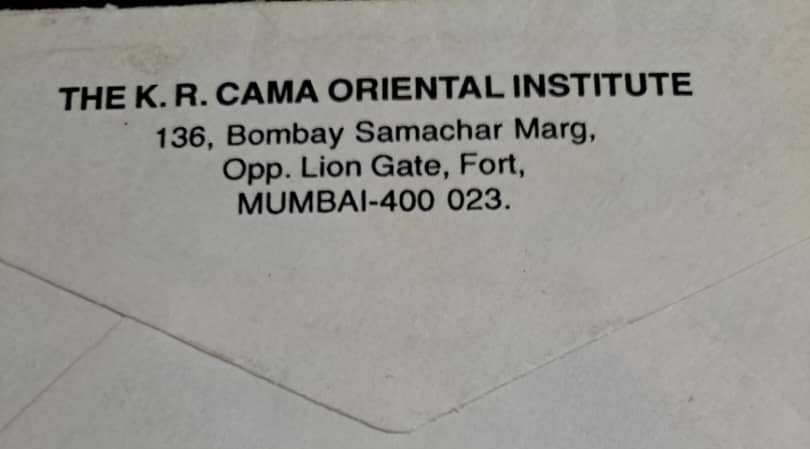 THE K. R. CAMA ORIENTAL INSTITUTE
136, Bombay Samachar Marg,
Opp. Lion Gate, Fort,
MUMBAI-400 023.